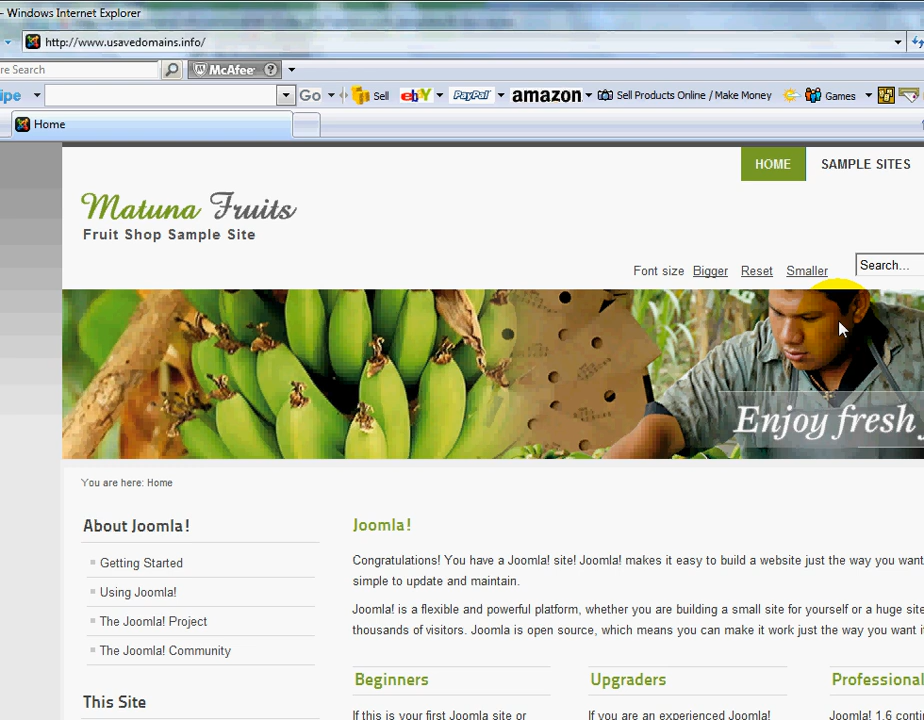 - Windows Internet Explorer
http://www.usavedomains.info/
re Search
McAfee ?
ipe
Go Sell ebY PayPal amazon Sell Products Online / Make Money Games
Home
HOME SAMPLE SITES
Matuna Fruits
Fruit Shop Sample Site
Font size Bigger Reset Smaller Search...
Enjoy fresh
You are here: Home
About Joomla!
Getting Started
Using Joomla!
The Joomla! Project
The Joomla! Community
This Site
Joomla!
Congratulations! You have a Joomla! site! Joomla! makes it easy to build a website just the way you want
simple to update and maintain.
Joomla! is a flexible and powerful platform, whether you are building a small site for yourself or a huge site
thousands of visitors. Joomla is open source, which means you can make it work just the way you want it
Beginners Upgraders Professional
If this is your first Joomla site or If you are an experienced Joomla! Joomla! 1.6 conti